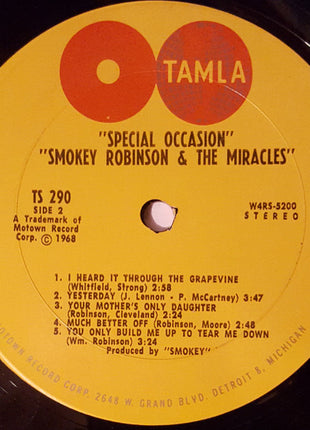 TAMLA
"SPECIAL OCCASION"
"SMOKEY ROBINSON & THE MIRACLES"
TS 290
SIDE 2
A Trademark of
Motown Record
Corp. © 1968
W4RS-5200
STEREO
1. I HEARD IT THROUGH THE GRAPEVINE
(Whitfield, Strong) 2:58
2. YESTERDAY (J. Lennon - P. McCartney) 3:47
3. YOUR MOTHER'S ONLY DAUGHTER
(Robinson, Cleveland) 2:24
4. MUCH BETTER OFF (Robinson, Moore) 2:48
5. YOU ONLY BUILD ME UP TO TEAR ME DOWN
(Wm. Robinson) 3:24
Produced by "SMOKEY"
OTOWN RECORD CORP. 2648 W. GRAND BLVD. DETROIT 8, MICHIGAN